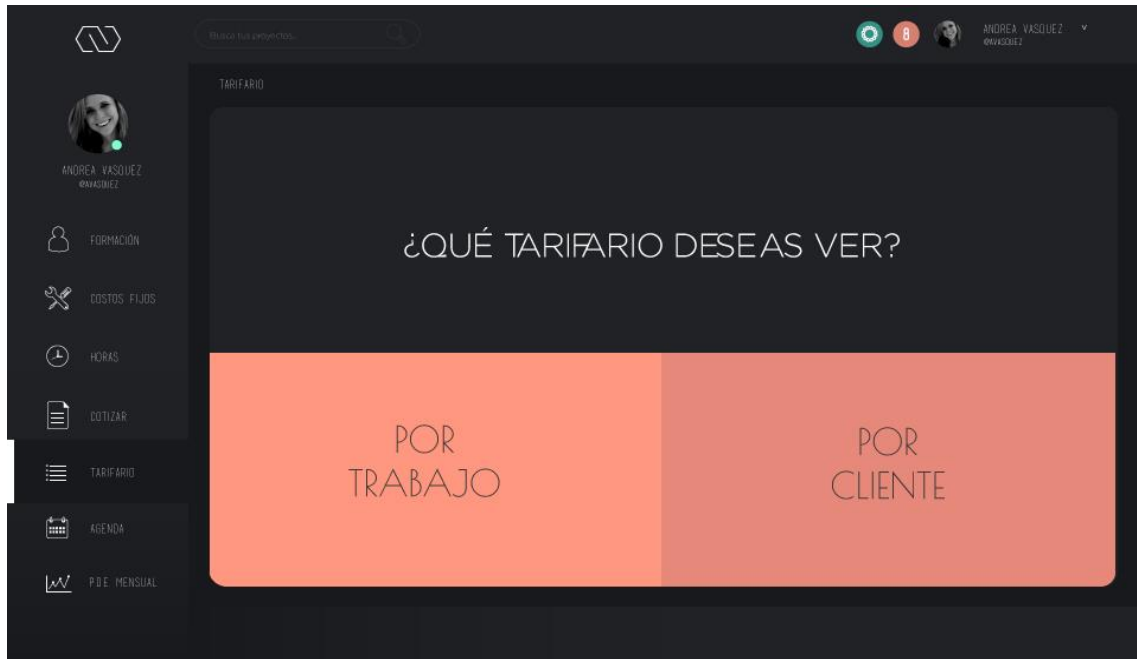 Busca tus proyectos...
ANDREA VASQUEZ
@AVASQUEZ
TARIFARIO
ANDREA VASQUEZ
@AVASQUEZ
FORMACIÓN
COSTOS FIJOS
HORAS
COTIZAR
TARIFARIO
AGENDA
P.D.E. MENSUAL
¿QUÉ TARIFARIO DESEAS VER?
POR
TRABAJO
POR
CLIENTE